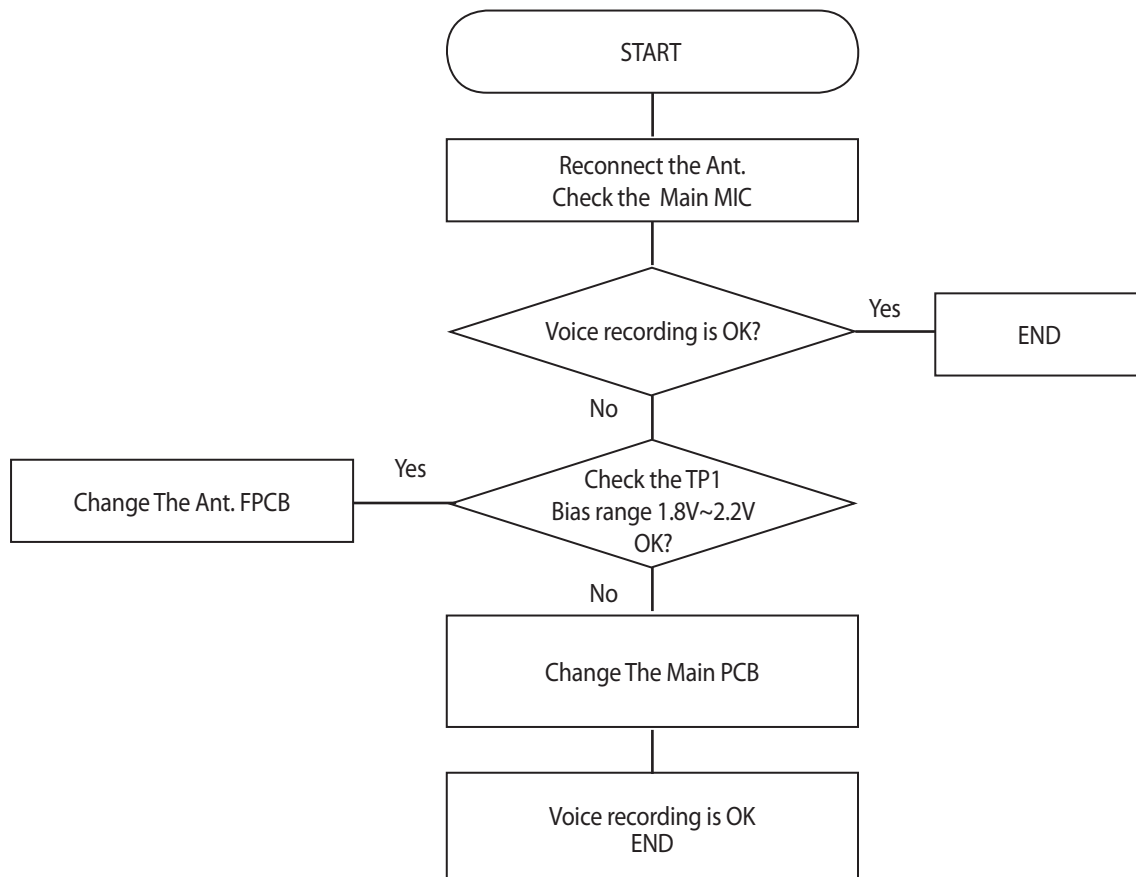 START
Reconnect the Ant.
Check the Main MIC
Voice recording is OK?
Yes
END
No
Check the TP1
Bias range 1.8V~2.2V
OK?
Yes
Change The Ant. FPCB
No
Change The Main PCB
Voice recording is OK
END